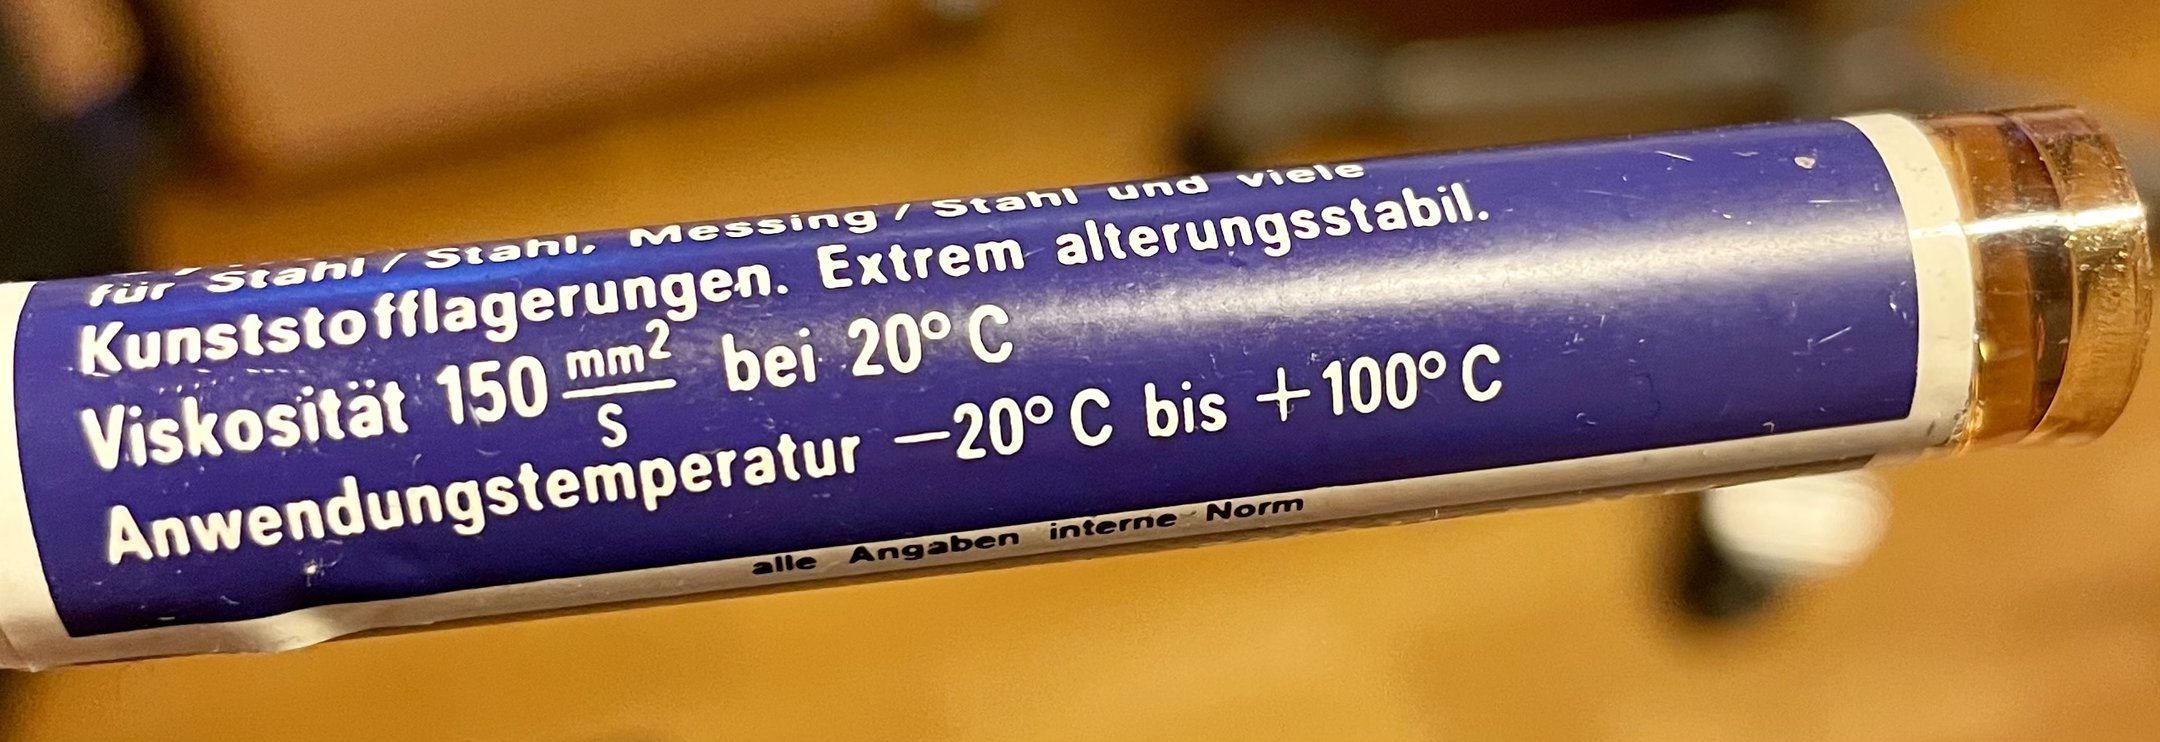 für Stahl / Stahl, Messing / Stahl und viele
Kunststofflagerungen. Extrem alterungsstabil.
Viskosität 150 mm²/S bei 20° C
Anwendungstemperatur –20° C bis +100° C
alle Angaben interne Norm